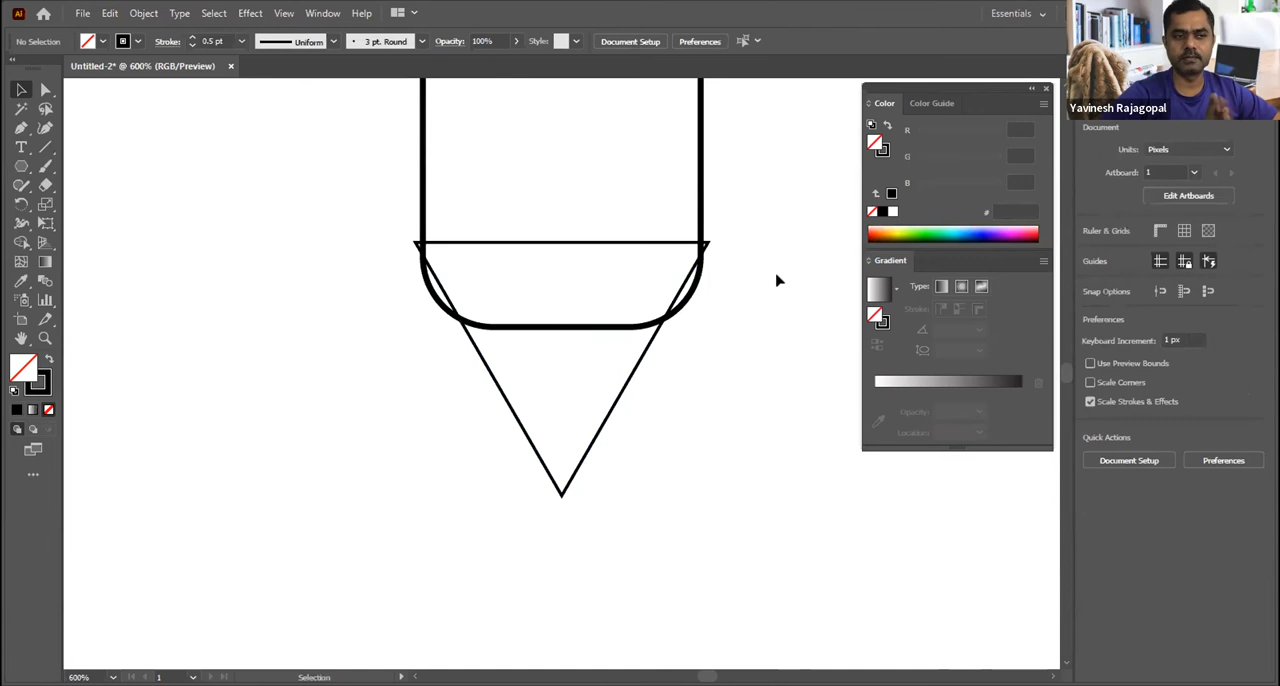 Ai File Edit Object Type Select Effect View Window Help Essentials
No Selection Stroke: 0.5 pt Uniform 3 pt. Round Opacity: 100% Style: Document Setup Preferences
Untitled-2* @ 600% (RGB/Preview)
Yavinesh Rajagopal
Color Color Guide
R
G
B
#
Gradient
Type:
Stroke:
Opacity:
Location:
Document
Units: Pixels
Artboard: 1
Edit Artboards
Ruler & Grids
Guides
Snap Options
Preferences
Keyboard Increment: 1 px
Use Preview Bounds
Scale Corners
Scale Strokes & Effects
Quick Actions
Document Setup Preferences
600% 1 Selection